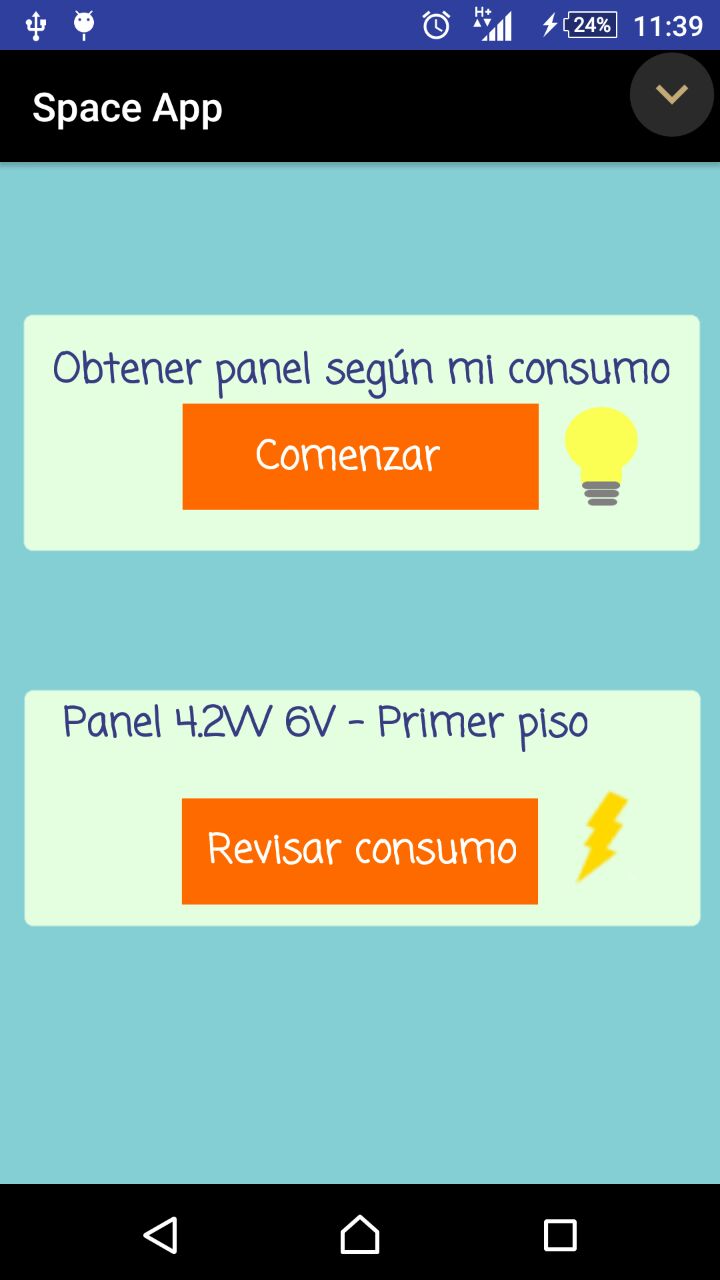 H+
24%
11:39
Space App
Obtener panel según mi consumo
Comenzar
Panel 4.2W 6V - Primer piso
Revisar consumo